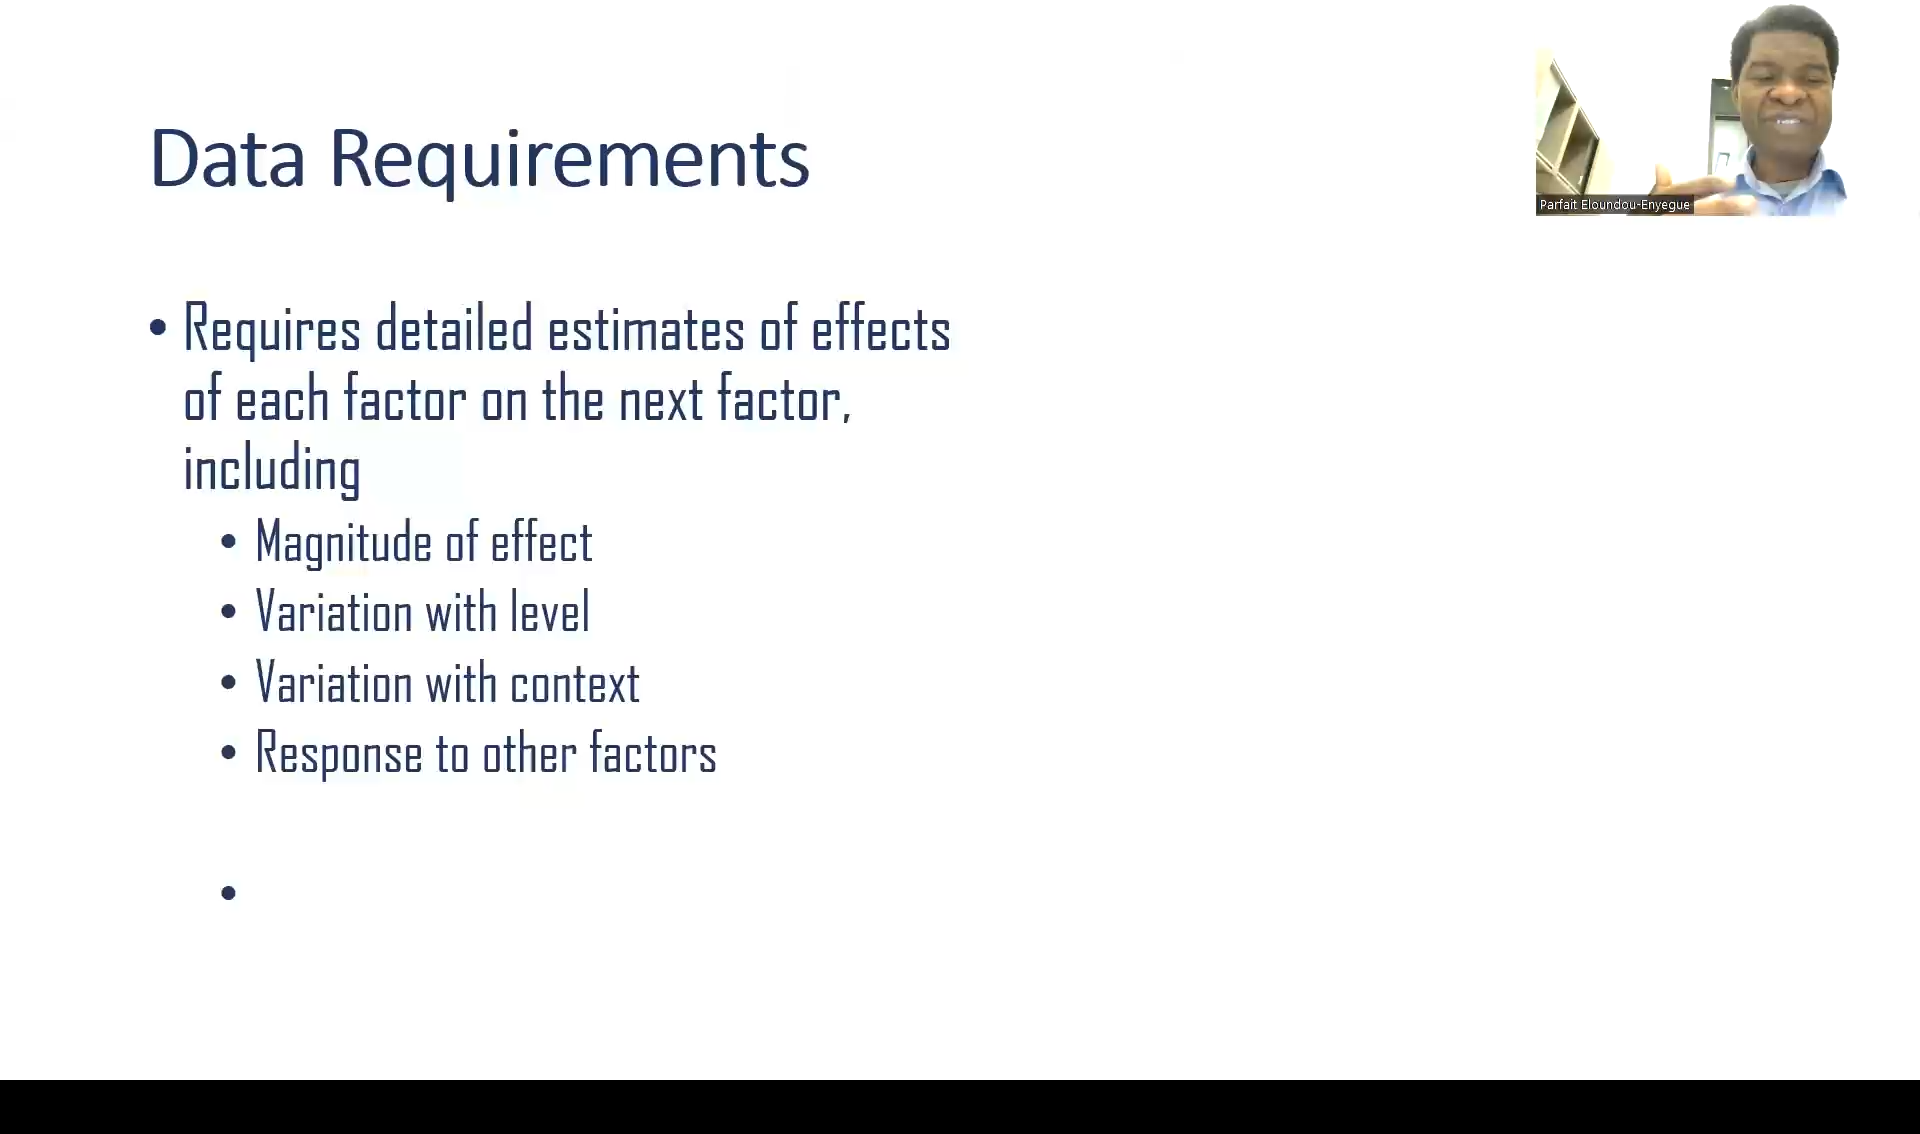 Data Requirements
Parfait Eloundou-Enyegue
• Requires detailed estimates of effects
of each factor on the next factor,
including
• Magnitude of effect
• Variation with level
• Variation with context
• Response to other factors
•